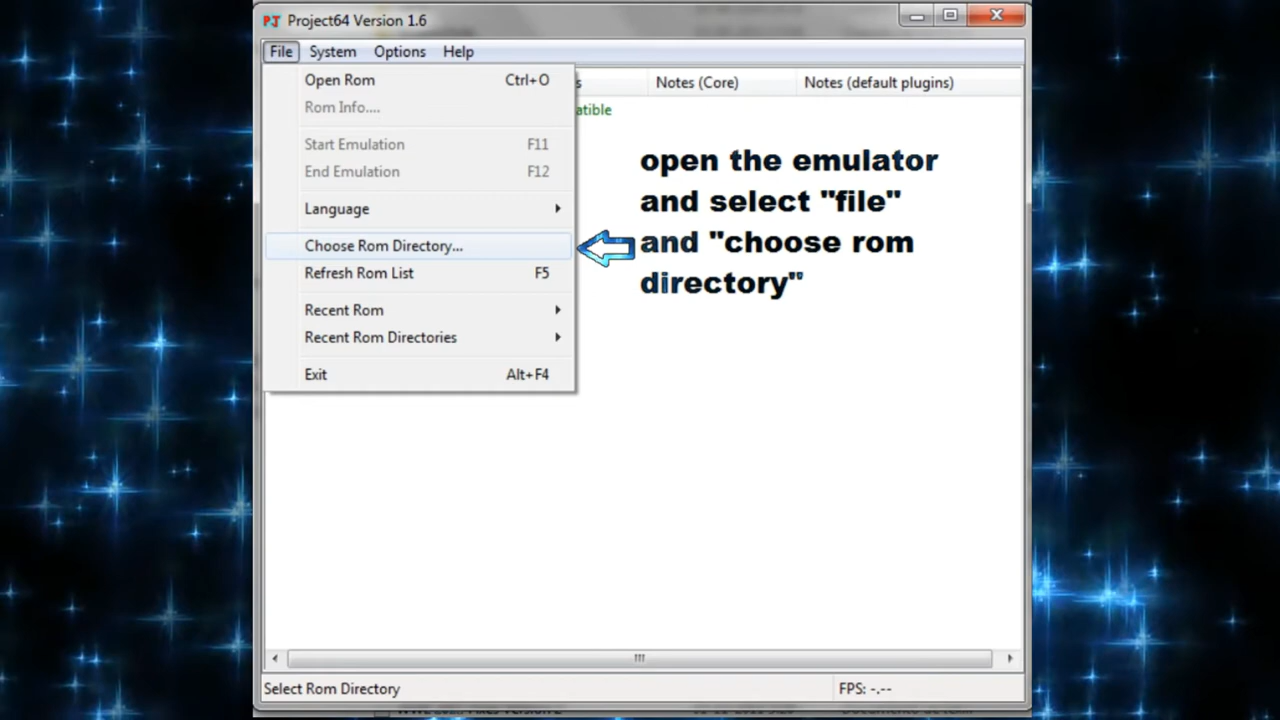 Project64 Version 1.6
File System Options Help
Open Rom Ctrl+O
Rom Info....
Start Emulation F11
End Emulation F12
Language
Choose Rom Directory...
Refresh Rom List F5
Recent Rom
Recent Rom Directories
Exit Alt+F4
s Notes (Core) Notes (default plugins)
atible
open the emulator
and select "file"
and "choose rom
directory"
Select Rom Directory FPS: -.--